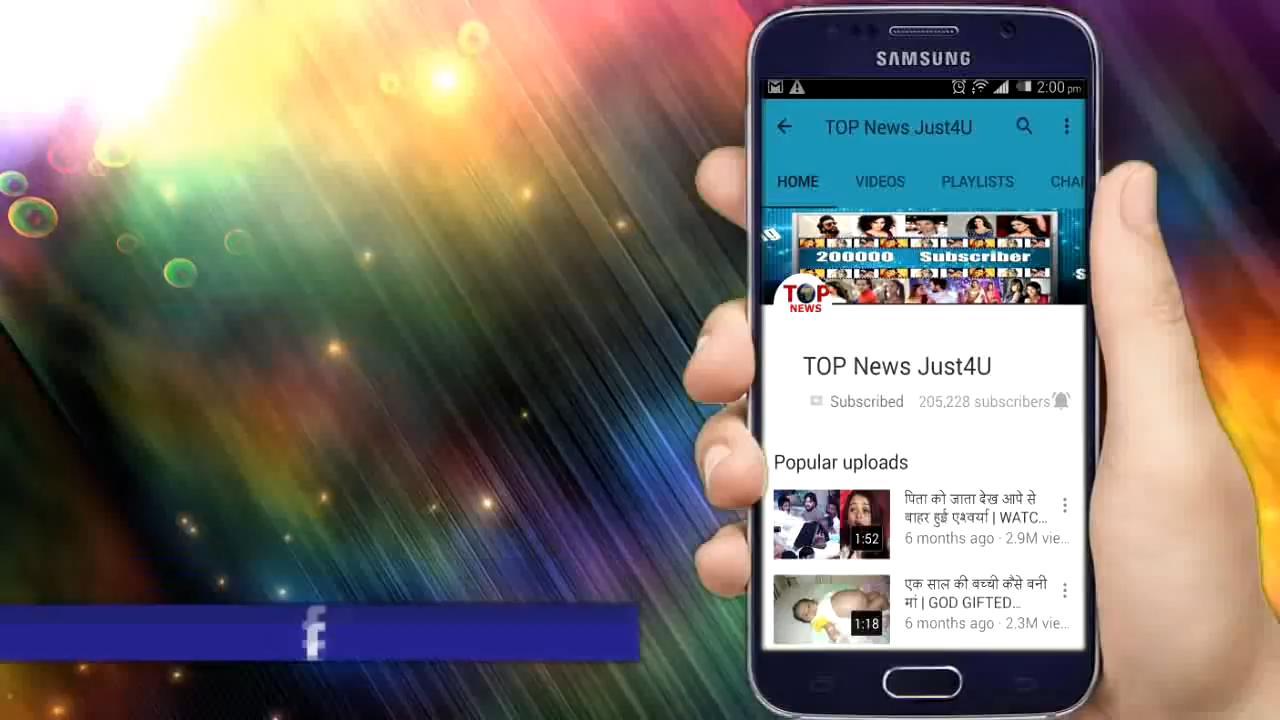 SAMSUNG
2:00 pm
TOP News Just4U
HOME VIDEOS PLAYLISTS CHAI
200000 Subscriber
TOP
NEWS
TOP News Just4U
Subscribed 205,228 subscribers
Popular uploads
पिता को जाता देख आपे से
बाहर हुई एश्वर्या | WATC...
1:52
6 months ago · 2.9M vie...
एक साल की बच्ची कैसे बनी
मां | GOD GIFTED...
1:18
6 months ago · 2.3M vie...
f